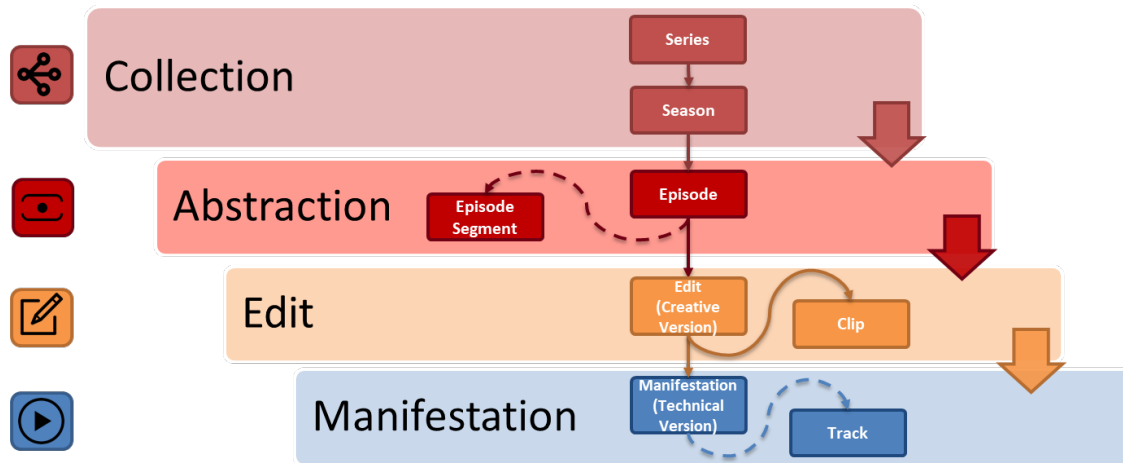 Collection
Series
Season
Abstraction
Episode
Segment
Episode
Edit
Edit
(Creative
Version)
Clip
Manifestation
Manifestation
(Technical
Version)
Track